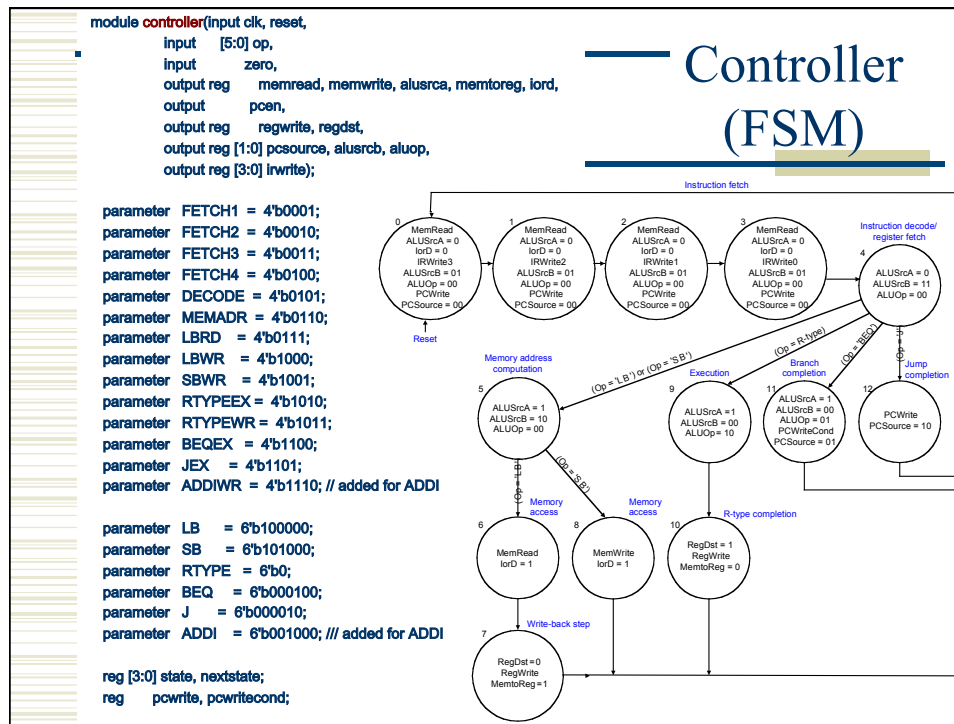 module controller(input clk, reset,
input [5:0] op,
input zero,
output reg memread, memwrite, alusrca, memtoreg, iord,
output pcen,
output reg regwrite, regdst,
output reg [1:0] pcsource, alusrcb, aluop,
output reg [3:0] irwrite);
parameter FETCH1 = 4'b0001;
parameter FETCH2 = 4'b0010;
parameter FETCH3 = 4'b0011;
parameter FETCH4 = 4'b0100;
parameter DECODE = 4'b0101;
parameter MEMADR = 4'b0110;
parameter LBRD = 4'b0111;
parameter LBWR = 4'b1000;
parameter SBWR = 4'b1001;
parameter RTYPEEX = 4'b1010;
parameter RTYPEWR = 4'b1011;
parameter BEQEX = 4'b1100;
parameter JEX = 4'b1101;
parameter ADDIWR = 4'b1110; // added for ADDI
parameter LB = 6'b100000;
parameter SB = 6'b101000;
parameter RTYPE = 6'b0;
parameter BEQ = 6'b000100;
parameter J = 6'b000010;
parameter ADDI = 6'b001000; /// added for ADDI
reg [3:0] state, nextstate;
reg pcwrite, pcwritecond;
Controller
(FSM)
Instruction fetch
0
MemRead
ALUSrcA = 0
IorD = 0
IRWrite3
ALUSrcB = 01
ALUOp = 00
PCWrite
PCSource = 00
Reset
1
MemRead
ALUSrcA = 0
IorD = 0
IRWrite2
ALUSrcB = 01
ALUOp = 00
PCWrite
PCSource = 00
2
MemRead
ALUSrcA = 0
IorD = 0
IRWrite1
ALUSrcB = 01
ALUOp = 00
PCWrite
PCSource = 00
3
MemRead
ALUSrcA = 0
IorD = 0
IRWrite0
ALUSrcB = 01
ALUOp = 00
PCWrite
PCSource = 00
Instruction decode/
register fetch
4
ALUSrcA = 0
ALUSrcB = 11
ALUOp = 00
(Op = 'LB') or (Op = 'SB')
(Op = R-type)
(Op = 'BEQ')
(Op = 'J')
Memory address
computation
5
ALUSrcA = 1
ALUSrcB = 10
ALUOp = 00
Execution
9
ALUSrcA =1
ALUSrcB = 00
ALUOp= 10
Branch
completion
11
ALUSrcA = 1
ALUSrcB = 00
ALUOp = 01
PCWriteCond
PCSource = 01
Jump
completion
12
PCWrite
PCSource = 10
(Op = 'LB')
(Op = 'SB')
Memory
access
6
MemRead
IorD = 1
Memory
access
8
MemWrite
IorD = 1
R-type completion
10
RegDst = 1
RegWrite
MemtoReg = 0
Write-back step
7
RegDst=0
RegWrite
MemtoReg=1